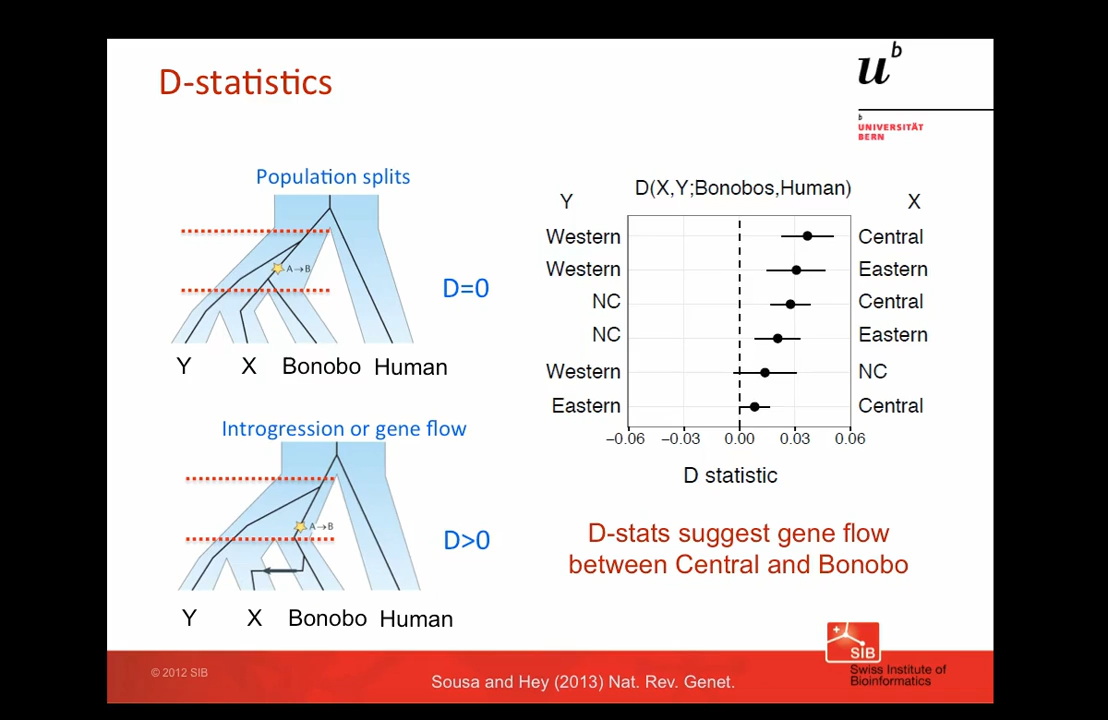 D-statistics
u b
b
UNIVERSITÄT
BERN
Population splits
A→B
D=0
Y X Bonobo Human
Introgression or gene flow
A→B
D>0
Y X Bonobo Human
D(X,Y;Bonobos,Human)
Y X
Western Central
Western Eastern
NC Central
NC Eastern
Western NC
Eastern Central
−0.06 −0.03 0.00 0.03 0.06
D statistic
D-stats suggest gene flow
between Central and Bonobo
SIB
Swiss Institute of
Bioinformatics
© 2012 SIB
Sousa and Hey (2013) Nat. Rev. Genet.